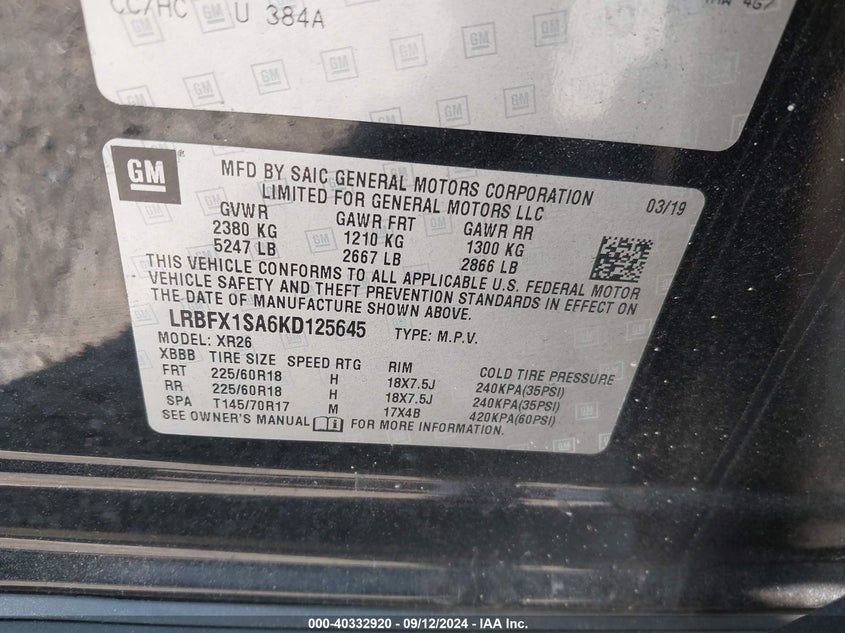 CC/HC U 384A
GM
GM
MFD BY SAIC GENERAL MOTORS CORPORATION
LIMITED FOR GENERAL MOTORS LLC
03/19
GVWR GAWR FRT GAWR RR
2380 KG 1210 KG 1300 KG
5247 LB 2667 LB 2866 LB
THIS VEHICLE CONFORMS TO ALL APPLICABLE U.S. FEDERAL MOTOR
VEHICLE SAFETY AND THEFT PREVENTION STANDARDS IN EFFECT ON
THE DATE OF MANUFACTURE SHOWN ABOVE.
LRBFX1SA6KD125645 TYPE: M.P.V.
MODEL: XR26
XBBB TIRE SIZE SPEED RTG RIM COLD TIRE PRESSURE
FRT 225/60R18 H 18X7.5J 240KPA(35PSI)
RR 225/60R18 H 18X7.5J 240KPA(35PSI)
SPA T145/70R17 M 17X4B 420KPA(60PSI)
SEE OWNER'S MANUAL FOR MORE INFORMATION.
000-40332920 - 09/12/2024 - IAA Inc.